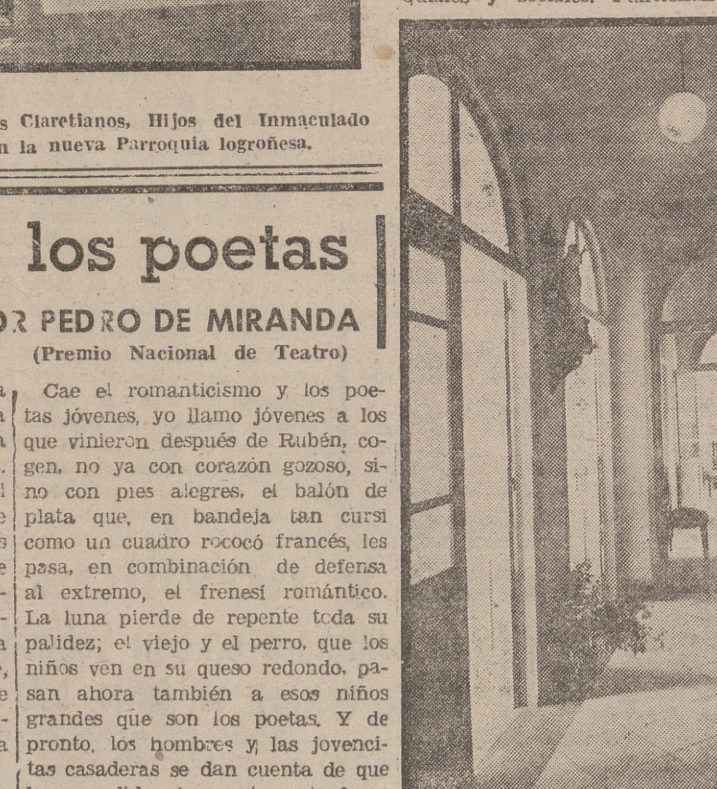 quiales y sociales.
s Claretianos, Hijos del Inmaculado
n la nueva Parroquia logroñesa.
los poetas
OR PEDRO DE MIRANDA
(Premio Nacional de Teatro)
Cae el romanticismo y los poe-
tas jóvenes, yo llamo jóvenes a los
que vinieron después de Rubén, co-
gen, no ya con corazón gozoso, si-
no con pies alegres, el balón de
plata que, en bandeja tan cursi
como un cuadro rococó francés, les
pasa, en combinación de defensa
al extremo, el frenesí romántico.
La luna pierde de repente toda su
palidez; el viejo y el perro, que los
niños ven en su queso redondo, pa-
san ahora también a esos niños
grandes que son los poetas. Y de
pronto, los hombres y las jovenci-
tas casaderas se dan cuenta de que